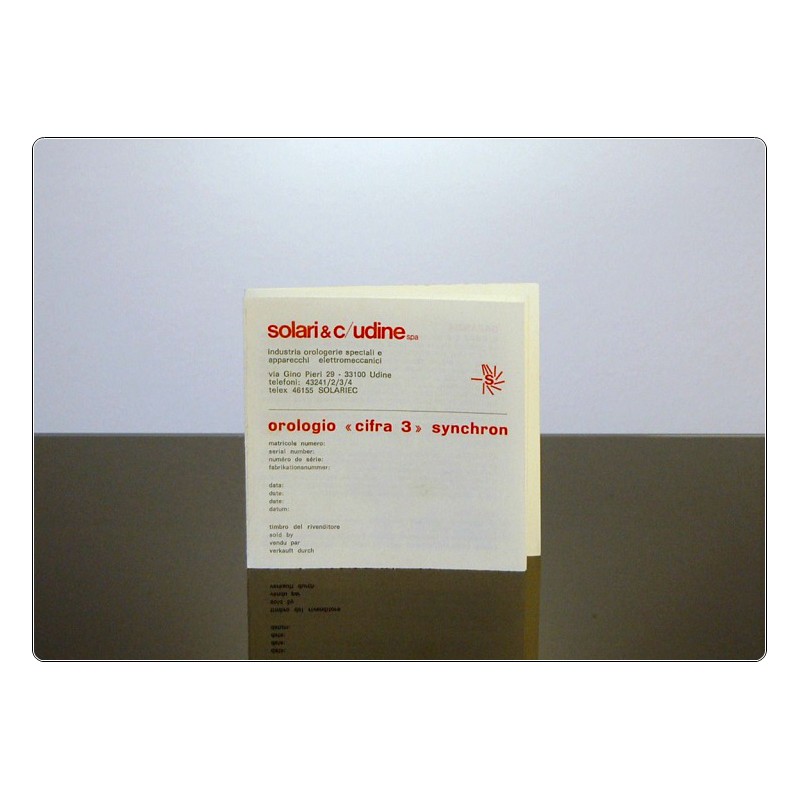 solari & c/udine spa
industria orologerie speciali e
apparecchi elettromeccanici
via Gino Pieri 29 - 33100 Udine
telefoni: 43241/2/3/4
telex 46155 SOLARIEC
S
orologio « cifra 3 » synchron
matricola numero:
serial number:
numéro de série:
fabrikationsnummer:
data:
date:
date:
datum:
timbro del rivenditore
sold by
vendu par
verkauft durch